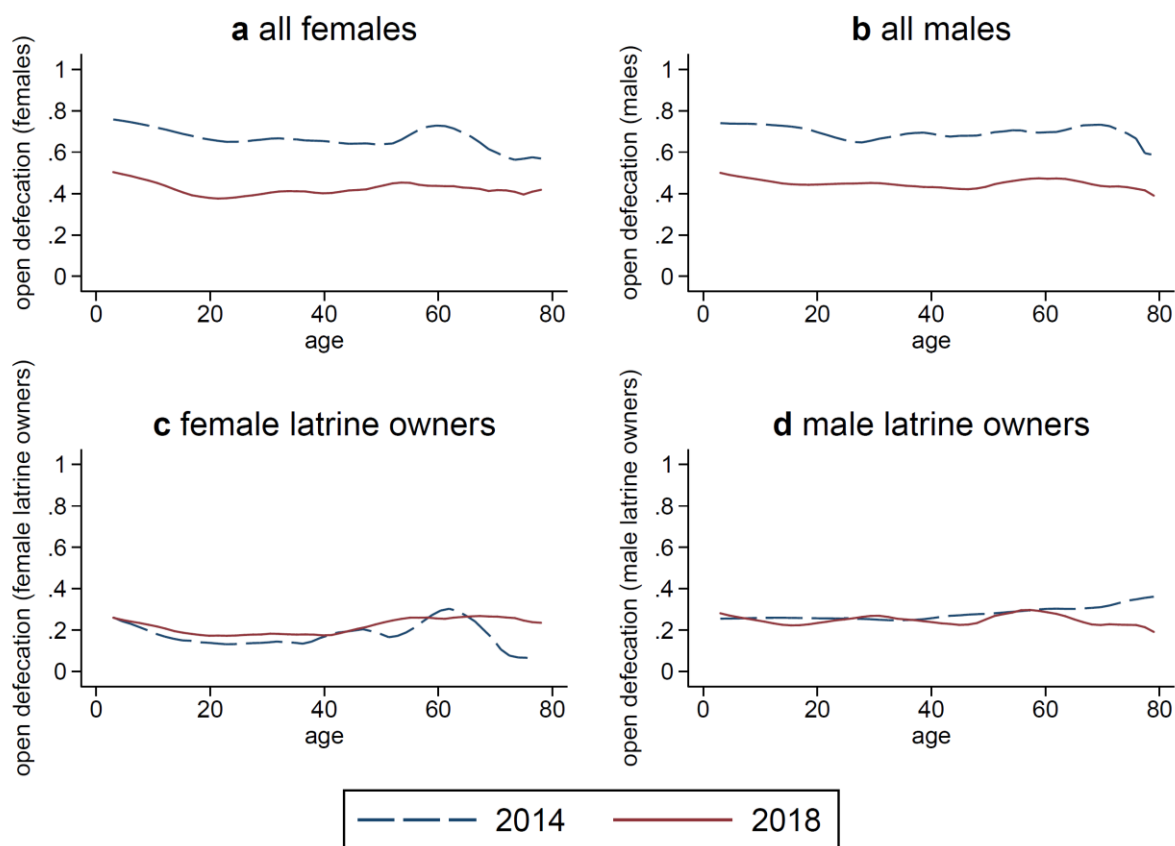 a all females
open defecation (females)
1
.8
.6
.4
.2
0
0 20 40 60 80
age
b all males
open defecation (males)
1
.8
.6
.4
.2
0
0 20 40 60 80
age
c female latrine owners
open defecation (female latrine owners)
1
.8
.6
.4
.2
0
0 20 40 60 80
age
d male latrine owners
open defecation (male latrine owners)
1
.8
.6
.4
.2
0
0 20 40 60 80
age
2014 2018